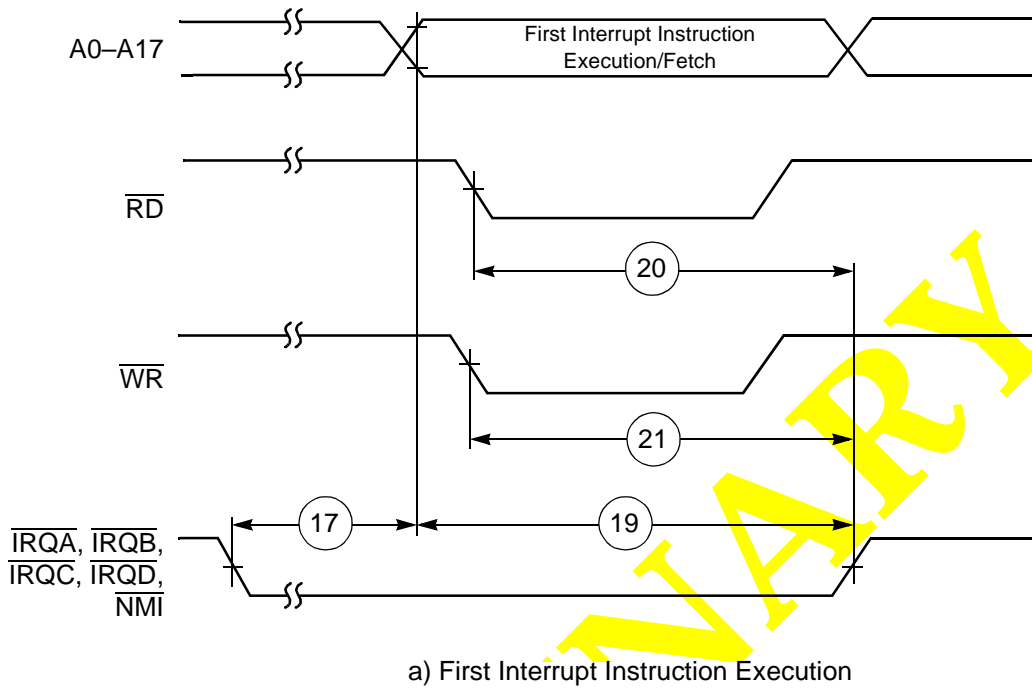 A0–A17
First Interrupt Instruction
Execution/Fetch
RD
20
WR
21
17
19
IRQA, IRQB,
IRQC, IRQD,
NMI
NARY
a) First Interrupt Instruction Execution